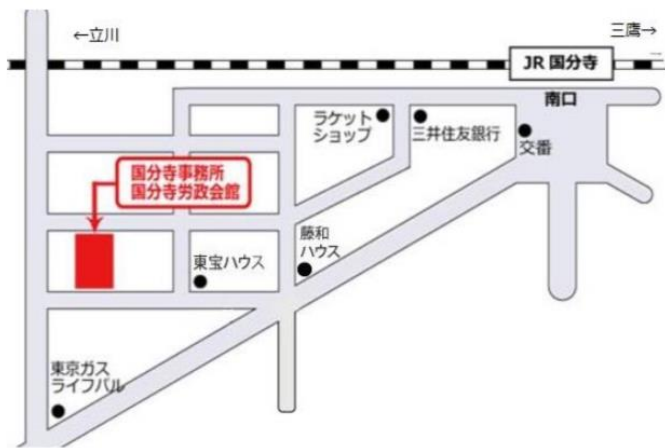 ←立川
三鷹→
JR 国分寺
南口
ラケット
ショップ
三井住友銀行
交番
国分寺事務所
国分寺労政会館
藤和
ハウス
東宝ハウス
東京ガス
ライフバル